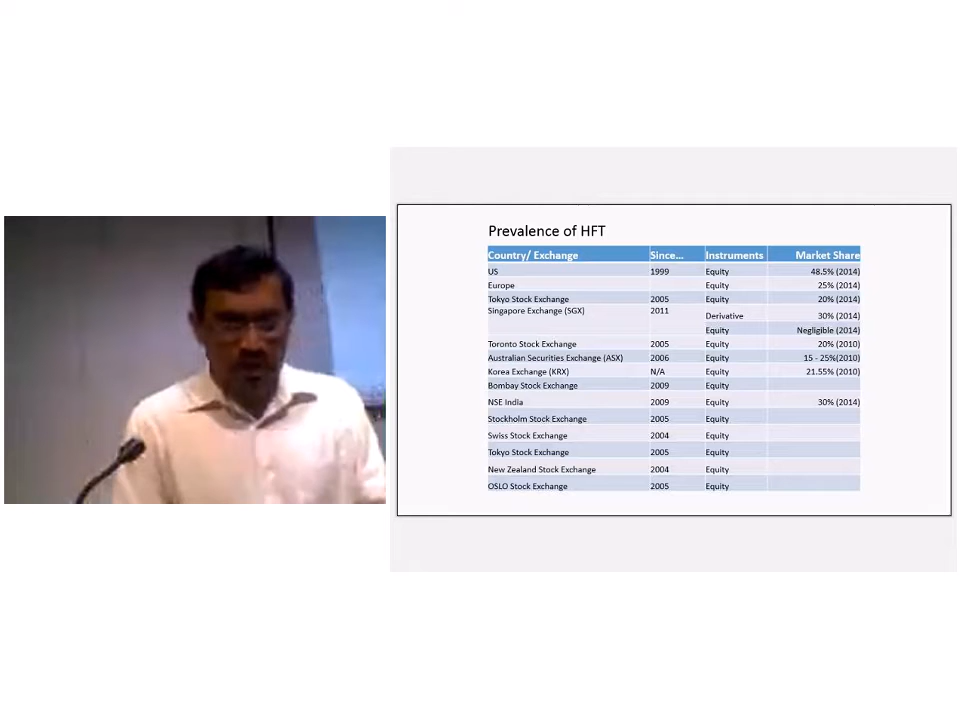 Prevalence of HFT
Country/ Exchange Since... Instruments Market Share
US 1999 Equity 48.5% (2014)
Europe Equity 25% (2014)
Tokyo Stock Exchange 2005 Equity 20% (2014)
Singapore Exchange (SGX) 2011 Derivative 30% (2014)
Equity Negligible (2014)
Toronto Stock Exchange 2005 Equity 20% (2010)
Australian Securities Exchange (ASX) 2006 Equity 15 - 25%(2010)
Korea Exchange (KRX) N/A Equity 21.55% (2010)
Bombay Stock Exchange 2009 Equity
NSE India 2009 Equity 30% (2014)
Stockholm Stock Exchange 2005 Equity
Swiss Stock Exchange 2004 Equity
Tokyo Stock Exchange 2005 Equity
New Zealand Stock Exchange 2004 Equity
OSLO Stock Exchange 2005 Equity